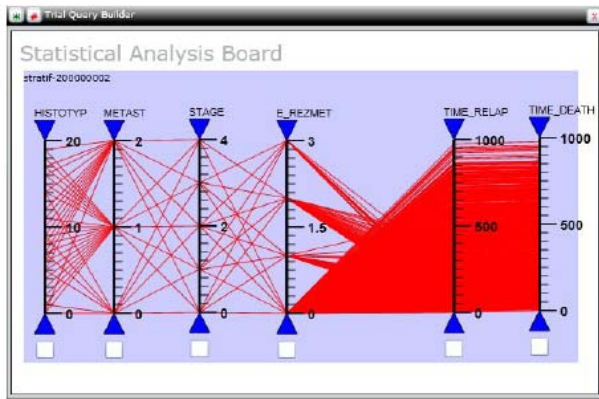 Trial Query Builder
Statistical Analysis Board
stratif-200000002
HISTOTYP METAST STAGE E_REZMET TIME_RELAP TIME_DEATH
20 2 4 3 1000 1000
10 1 2 1.5 500 500
0 0 0 0 0 0